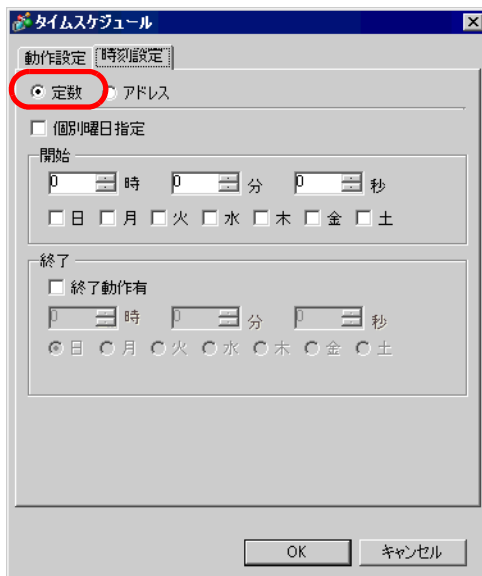 タイムスケジュール
動作設定 時刻設定
定数 アドレス
個別曜日指定
開始
0 時 0 分 0 秒
日 月 火 水 木 金 土
終了
終了動作有
0 時 0 分 0 秒
日 月 火 水 木 金 土
OK キャンセル